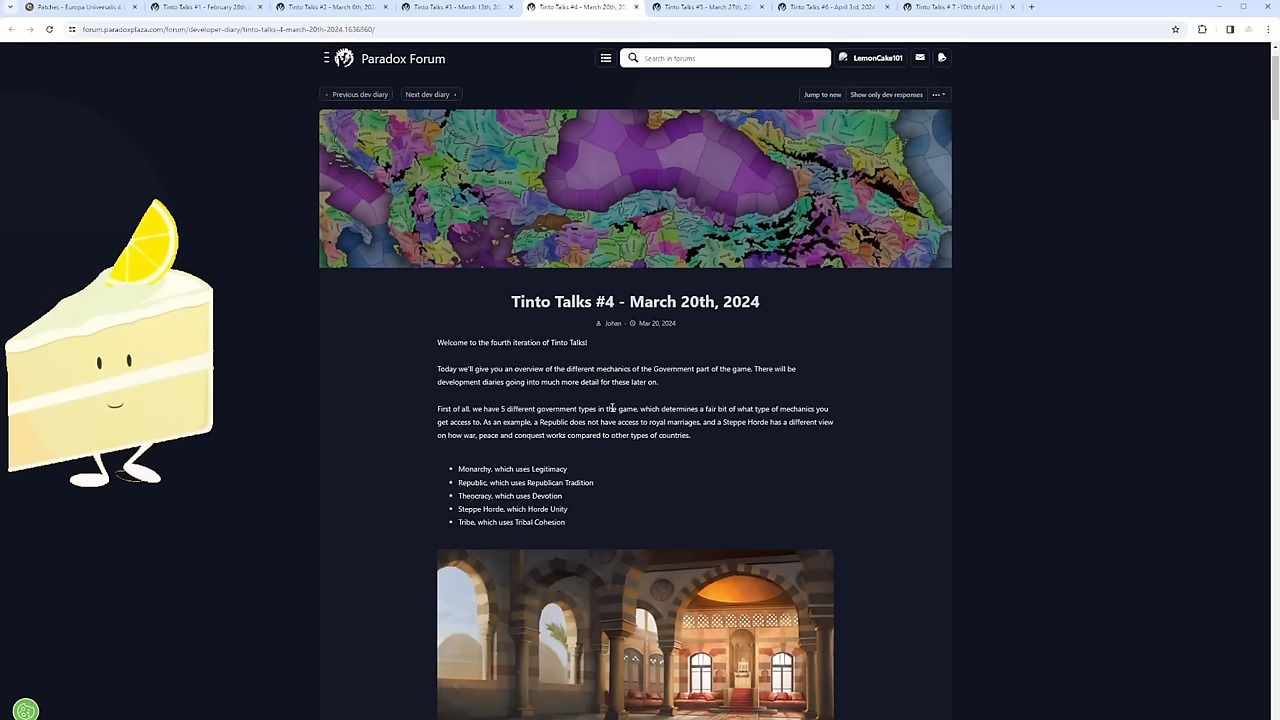 Patches - Europa Universalis 4
Tinto Talks #1 - February 28th
Tinto Talks #2 - March 6th, 202
Tinto Talks #3 - March 13th, 20
Tinto Talks #4 - March 20th, 20
Tinto Talks #5 - March 27th, 20
Tinto Talks #6 - April 3rd, 2024
Tinto Talks # 7 -10th of April | P
forum.paradoxplaza.com/forum/developer-diary/tinto-talks-4-march-20th-2024.1636860/
Paradox Forum
Search in forums
LemonCake101
Previous dev diary
Next dev diary
Jump to new
Show only dev responses
Tinto Talks #4 - March 20th, 2024
Johan · Mar 20, 2024
Welcome to the fourth iteration of Tinto Talks!
Today we'll give you an overview of the different mechanics of the Government part of the game. There will be
development diaries going into much more detail for these later on.
First of all, we have 5 different government types in the game, which determines a fair bit of what type of mechanics you
get access to. As an example, a Republic does not have access to royal marriages, and a Steppe Horde has a different view
on how war, peace and conquest works compared to other types of countries.
• Monarchy, which uses Legitimacy
• Republic, which uses Republican Tradition
• Theocracy, which uses Devotion
• Steppe Horde, which Horde Unity
• Tribe, which uses Tribal Cohesion